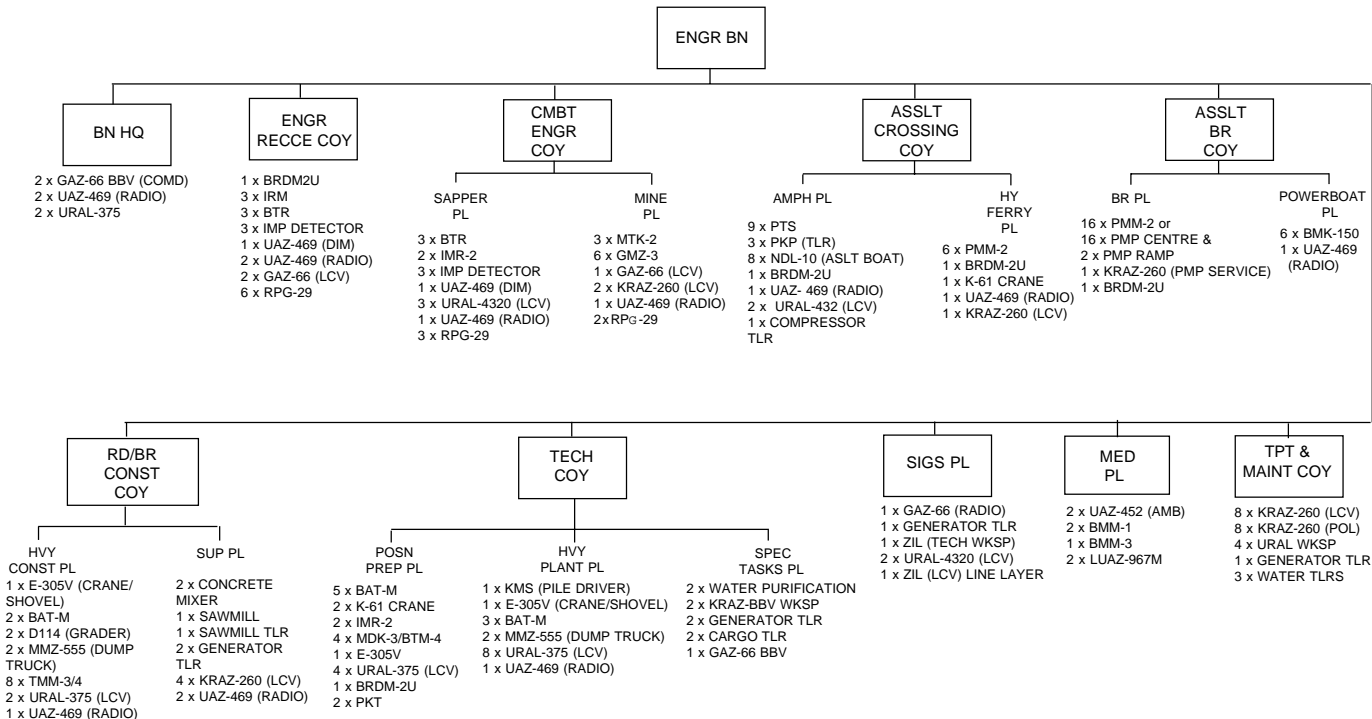 ENGR BN
BN HQ
2 x GAZ-66 BBV (COMD)
2 x UAZ-469 (RADIO)
2 x URAL-375
ENGR
RECCE COY
1 x BRDM2U
3 x IRM
3 x BTR
3 x IMP DETECTOR
1 x UAZ-469 (DIM)
2 x UAZ-469 (RADIO)
2 x GAZ-66 (LCV)
6 x RPG-29
CMBT
ENGR
COY
SAPPER
PL
3 x BTR
2 x IMR-2
3 x IMP DETECTOR
1 x UAZ-469 (DIM)
3 x URAL-4320 (LCV)
1 x UAZ-469 (RADIO)
3 x RPG-29
MINE
PL
3 x MTK-2
6 x GMZ-3
1 x GAZ-66 (LCV)
2 x KRAZ-260 (LCV)
1 x UAZ-469 (RADIO)
2xRPG-29
ASSLT
CROSSING
COY
AMPH PL
9 x PTS
3 x PKP (TLR)
8 x NDL-10 (ASLT BOAT)
1 x BRDM-2U
1 x UAZ- 469 (RADIO)
2 x URAL-432 (LCV)
1 x COMPRESSOR
TLR
HY
FERRY
PL
6 x PMM-2
1 x BRDM-2U
1 x K-61 CRANE
1 x UAZ-469 (RADIO)
1 x KRAZ-260 (LCV)
ASSLT
BR
COY
BR PL
16 x PMM-2 or
16 x PMP CENTRE &
2 x PMP RAMP
1 x KRAZ-260 (PMP SERVICE)
1 x BRDM-2U
POWERBOAT
PL
6 x BMK-150
1 x UAZ-469
(RADIO)
RD/BR
CONST
COY
HVY
CONST PL
1 x E-305V (CRANE/
SHOVEL)
2 x BAT-M
2 x D114 (GRADER)
2 x MMZ-555 (DUMP
TRUCK)
8 x TMM-3/4
2 x URAL-375 (LCV)
1 x UAZ-469 (RADIO)
SUP PL
2 x CONCRETE
MIXER
1 x SAWMILL
1 x SAWMILL TLR
2 x GENERATOR
TLR
4 x KRAZ-260 (LCV)
2 x UAZ-469 (RADIO)
TECH
COY
POSN
PREP PL
5 x BAT-M
2 x K-61 CRANE
2 x IMR-2
4 x MDK-3/BTM-4
1 x E-305V
4 x URAL-375 (LCV)
1 x BRDM-2U
2 x PKT
HVY
PLANT PL
1 x KMS (PILE DRIVER)
1 x E-305V (CRANE/SHOVEL)
3 x BAT-M
2 x MMZ-555 (DUMP TRUCK)
8 x URAL-375 (LCV)
1 x UAZ-469 (RADIO)
SPEC
TASKS PL
2 x WATER PURIFICATION
2 x KRAZ-BBV WKSP
2 x GENERATOR TLR
2 x CARGO TLR
1 x GAZ-66 BBV
SIGS PL
1 x GAZ-66 (RADIO)
1 x GENERATOR TLR
1 x ZIL (TECH WKSP)
2 x URAL-4320 (LCV)
1 x ZIL (LCV) LINE LAYER
MED
PL
2 x UAZ-452 (AMB)
2 x BMM-1
1 x BMM-3
2 x LUAZ-967M
TPT &
MAINT COY
8 x KRAZ-260 (LCV)
8 x KRAZ-260 (POL)
4 x URAL WKSP
1 x GENERATOR TLR
3 x WATER TLRS